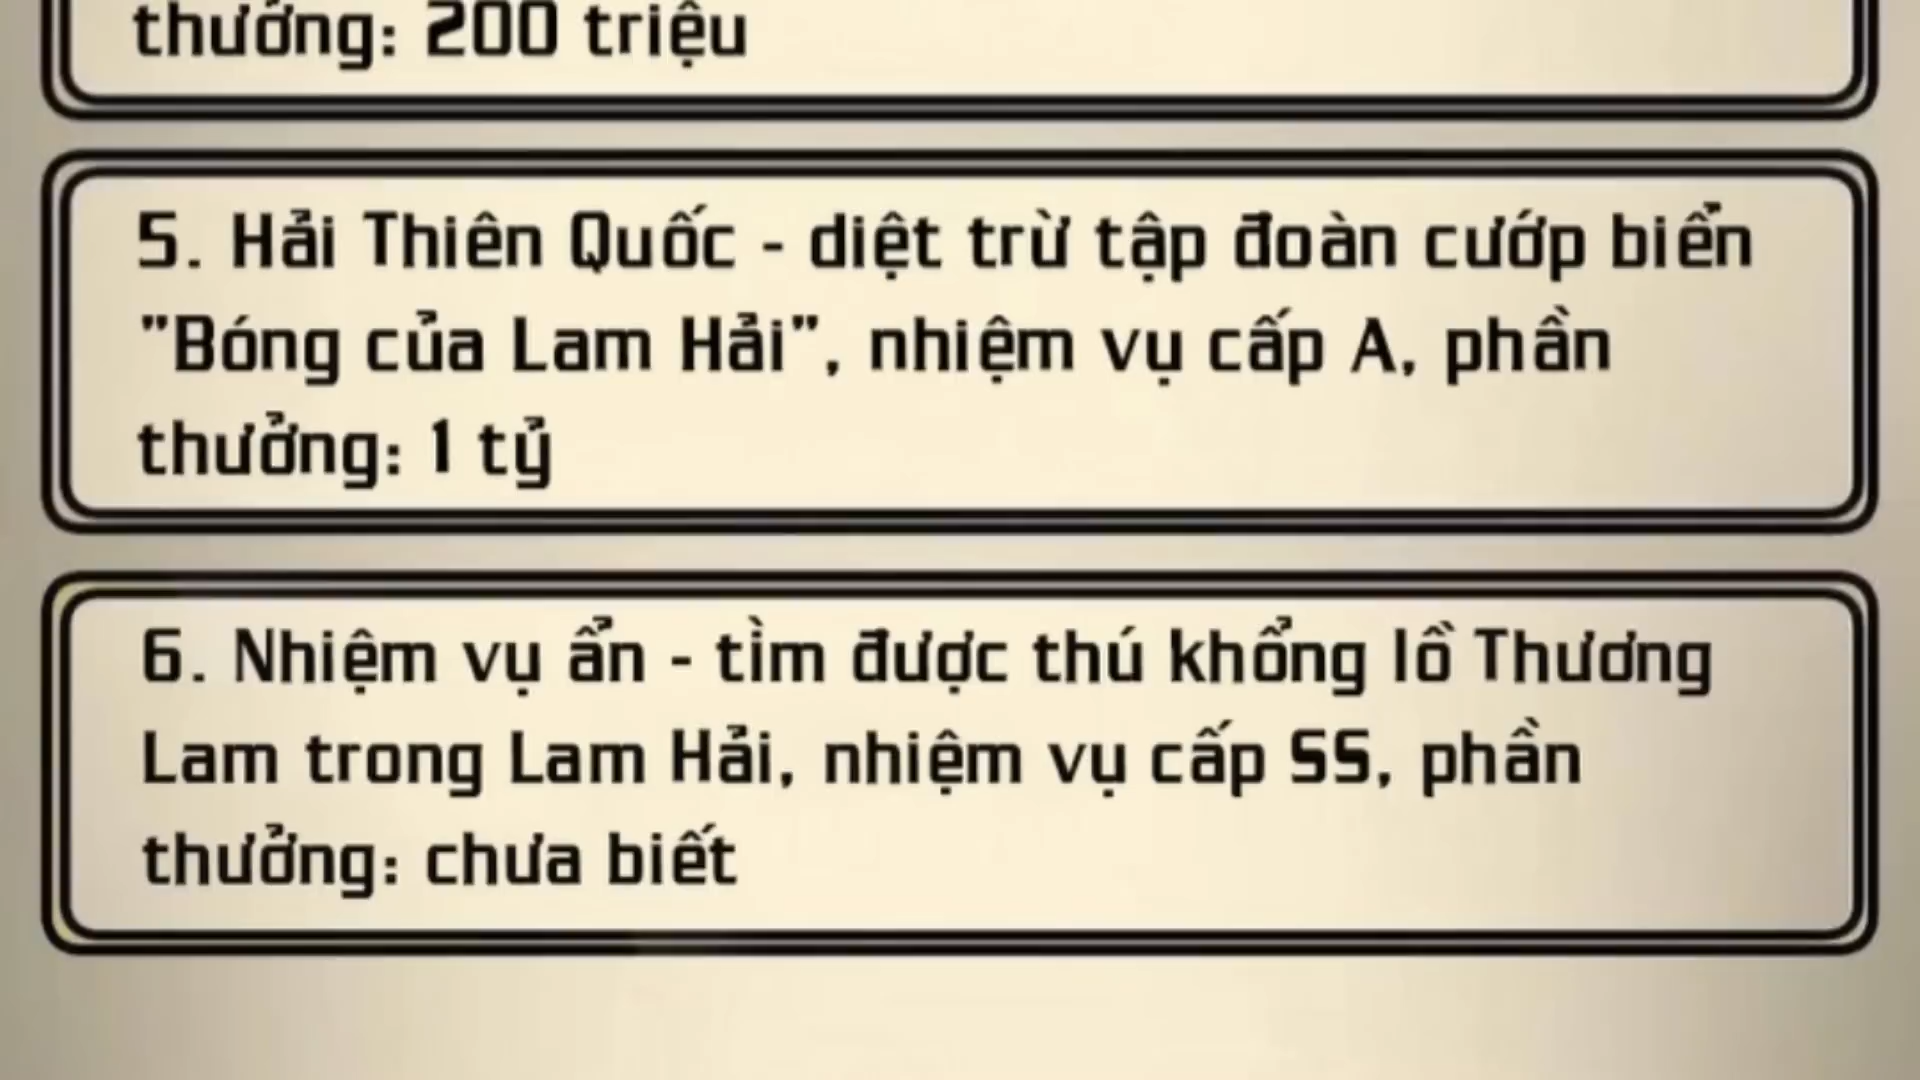 thưởng: 200 triệu
5. Hải Thiên Quốc - diệt trừ tập đoàn cướp biển
"Bóng của Lam Hải", nhiệm vụ cấp A, phần
thưởng: 1 tỷ
6. Nhiệm vụ ẩn - tìm được thú khổng lồ Thương
Lam trong Lam Hải, nhiệm vụ cấp SS, phần
thưởng: chưa biết